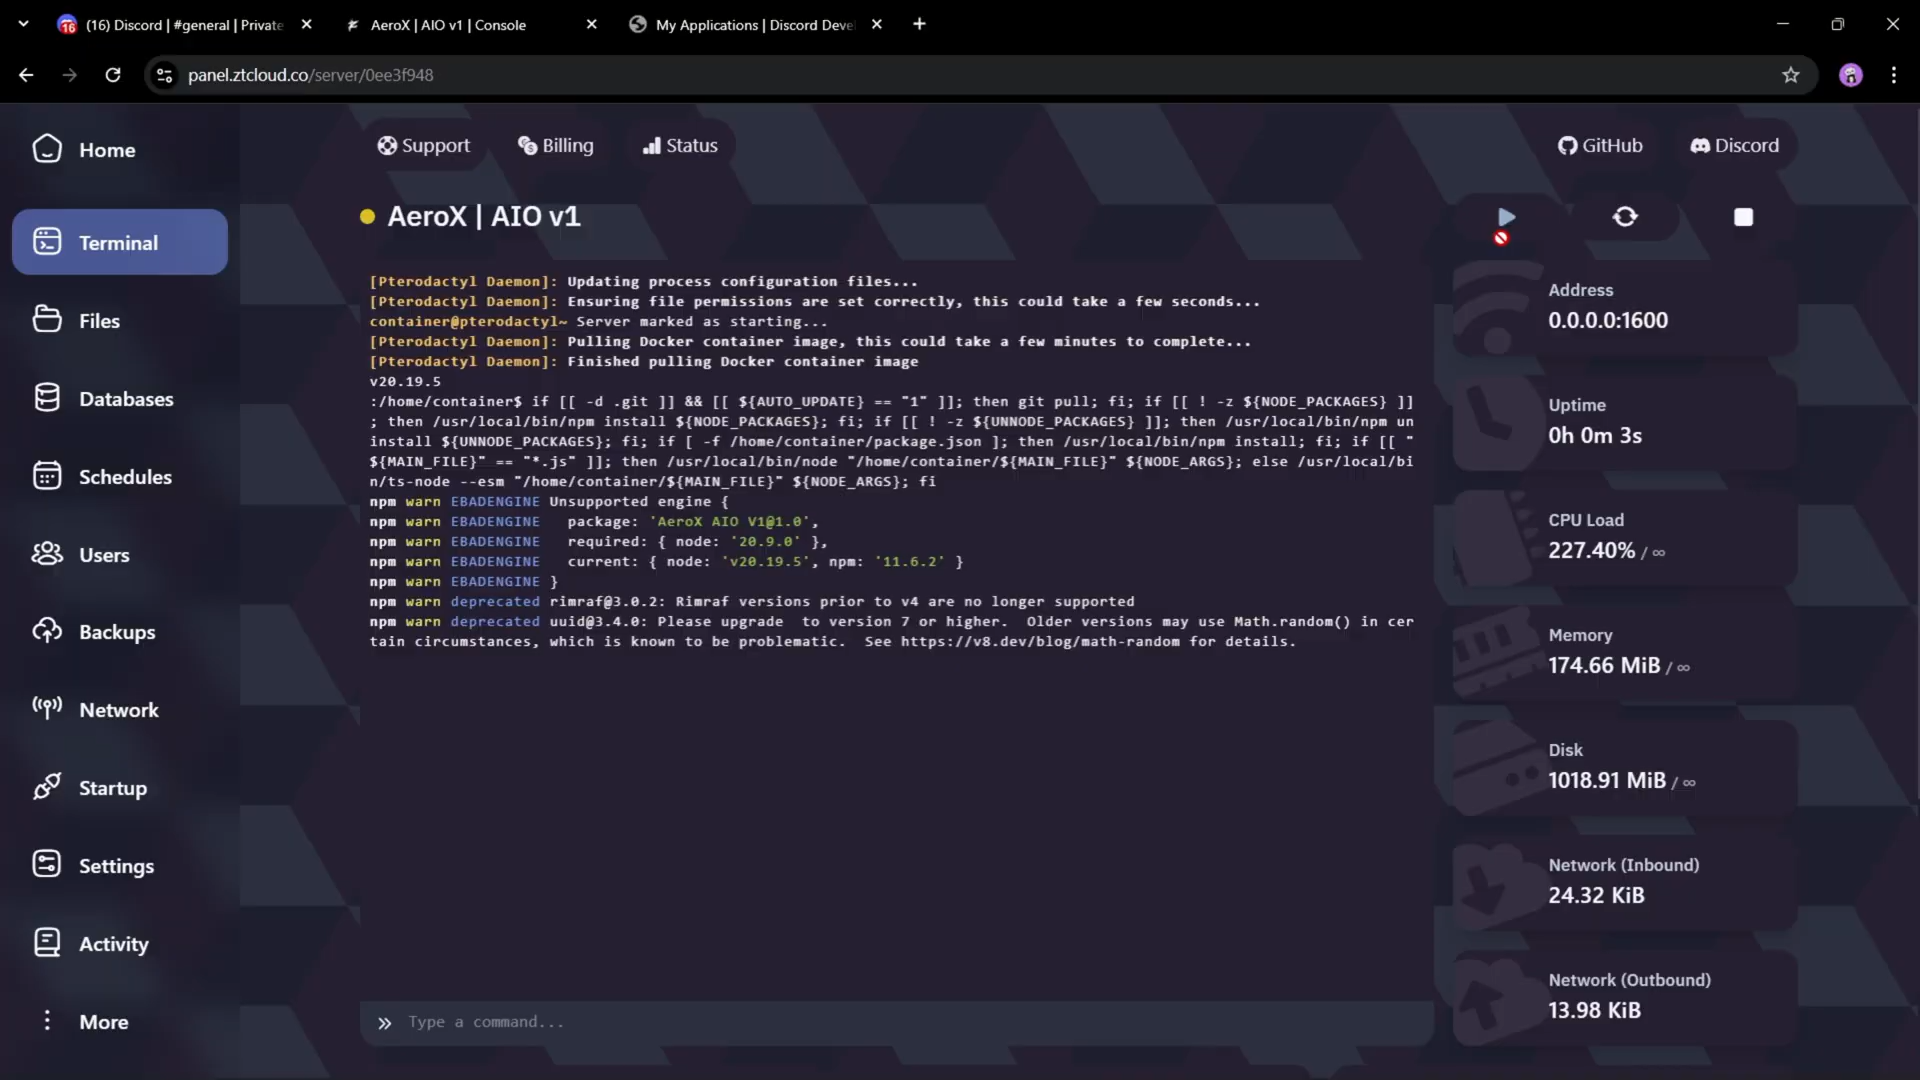 16
(16) Discord | #general | Private
AeroX | AIO v1 | Console
My Applications | Discord Deve
panel.ztcloud.co/server/0ee3f948
Home
Terminal
Files
Databases
Schedules
Users
Backups
Network
Startup
Settings
Activity
More
Support
Billing
Status
GitHub
Discord
AeroX | AIO v1
[Pterodactyl Daemon]: Updating process configuration files...
[Pterodactyl Daemon]: Ensuring file permissions are set correctly, this could take a few seconds...
container@pterodactyl~ Server marked as starting...
[Pterodactyl Daemon]: Pulling Docker container image, this could take a few minutes to complete...
[Pterodactyl Daemon]: Finished pulling Docker container image
v20.19.5
:/home/container$ if [[ -d .git ]] && [[ ${AUTO_UPDATE} == "1" ]]; then git pull; fi; if [[ ! -z ${NODE_PACKAGES} ]]
; then /usr/local/bin/npm install ${NODE_PACKAGES}; fi; if [[ ! -z ${UNNODE_PACKAGES} ]]; then /usr/local/bin/npm un
install ${UNNODE_PACKAGES}; fi; if [ -f /home/container/package.json ]; then /usr/local/bin/npm install; fi; if [[ "
${MAIN_FILE}" == "*.js" ]]; then /usr/local/bin/node "/home/container/${MAIN_FILE}" ${NODE_ARGS}; else /usr/local/bi
n/ts-node --esm "/home/container/${MAIN_FILE}" ${NODE_ARGS}; fi
npm warn EBADENGINE Unsupported engine {
npm warn EBADENGINE   package: 'AeroX AIO V1@1.0',
npm warn EBADENGINE   required: { node: '20.9.0' },
npm warn EBADENGINE   current: { node: 'v20.19.5', npm: '11.6.2' }
npm warn EBADENGINE }
npm warn deprecated rimraf@3.0.2: Rimraf versions prior to v4 are no longer supported
npm warn deprecated uuid@3.4.0: Please upgrade  to version 7 or higher.  Older versions may use Math.random() in cer
tain circumstances, which is known to be problematic.  See https://v8.dev/blog/math-random for details.
Type a command...
Address
0.0.0.0:1600
Uptime
0h 0m 3s
CPU Load
227.40% / ∞
Memory
174.66 MiB / ∞
Disk
1018.91 MiB / ∞
Network (Inbound)
24.32 KiB
Network (Outbound)
13.98 KiB